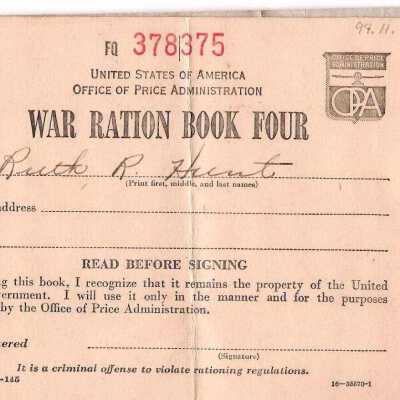 99.11.
FQ 378375
UNITED STATES OF AMERICA
OFFICE OF PRICE ADMINISTRATION
OFFICE OF PRICE
ADMINISTRATION
OPA
WAR RATION BOOK FOUR
Ruth R. Hunt
(Print first, middle, and last names)
address
READ BEFORE SIGNING
ng this book, I recognize that it remains the property of the United
vernment. I will use it only in the manner and for the purposes
by the Office of Price Administration.
tered
(Signature)
It is a criminal offense to violate rationing regulations.
-145
16—35570-1